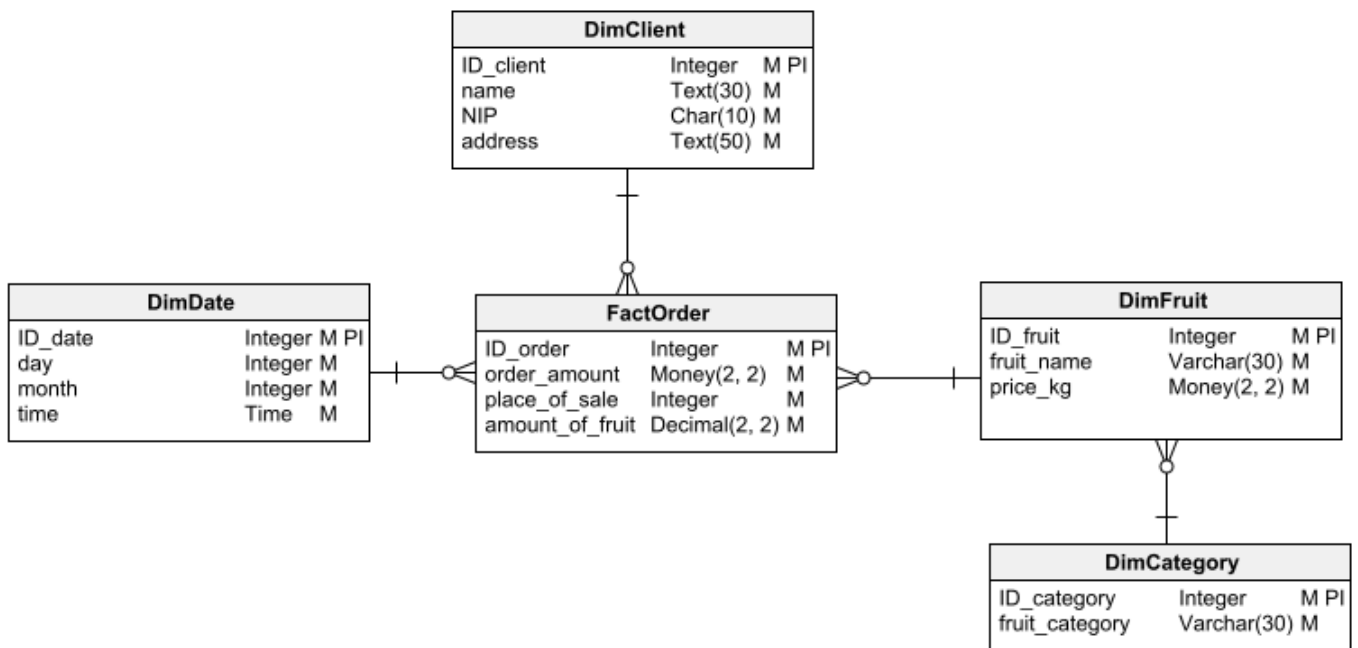 DimClient
ID_client Integer M PI
name Text(30) M
NIP Char(10) M
address Text(50) M
DimDate
ID_date Integer M PI
day Integer M
month Integer M
time Time M
FactOrder
ID_order Integer M PI
order_amount Money(2, 2) M
place_of_sale Integer M
amount_of_fruit Decimal(2, 2) M
DimFruit
ID_fruit Integer M PI
fruit_name Varchar(30) M
price_kg Money(2, 2) M
DimCategory
ID_category Integer M PI
fruit_category Varchar(30) M